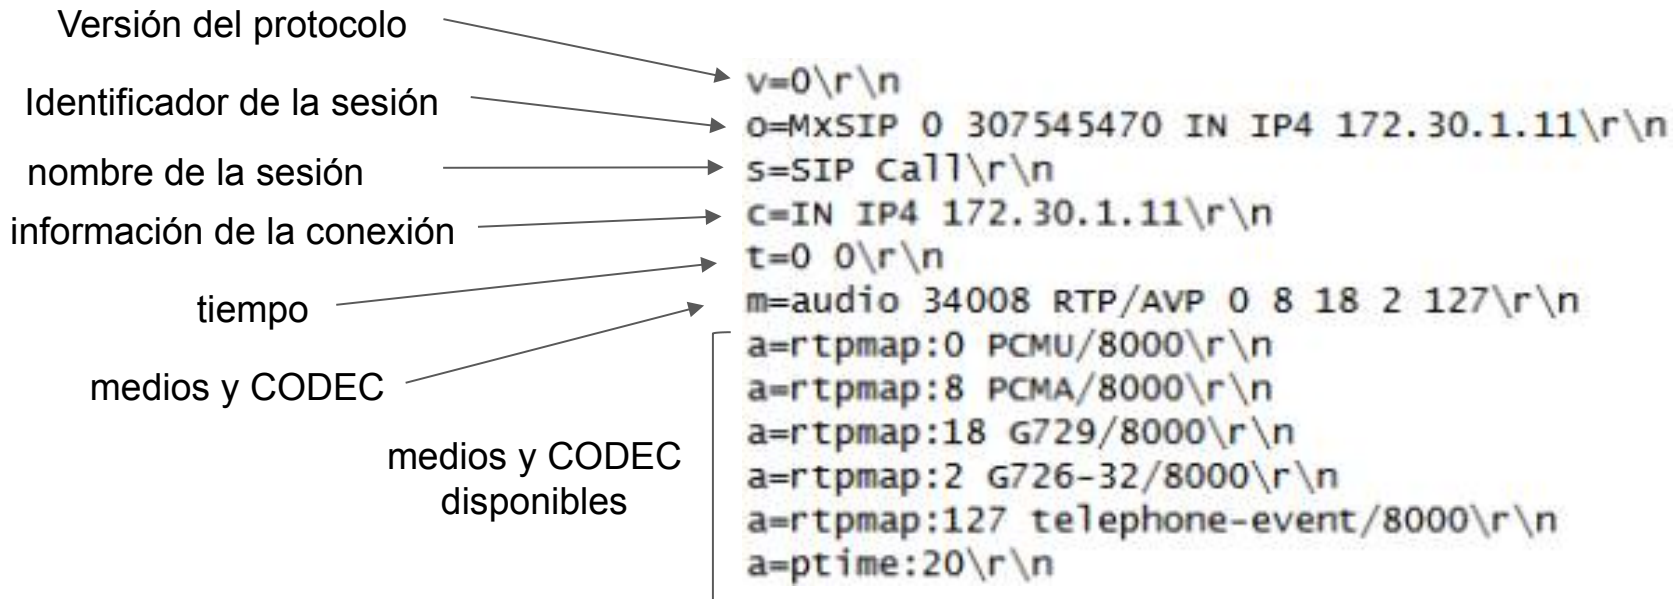 Versión del protocolo
Identificador de la sesión
nombre de la sesión
información de la conexión
tiempo
medios y CODEC
medios y CODEC
disponibles
v=0\r\n
o=MxSIP 0 307545470 IN IP4 172.30.1.11\r\n
s=SIP Call\r\n
c=IN IP4 172.30.1.11\r\n
t=0 0\r\n
m=audio 34008 RTP/AVP 0 8 18 2 127\r\n
a=rtpmap:0 PCMU/8000\r\n
a=rtpmap:8 PCMA/8000\r\n
a=rtpmap:18 G729/8000\r\n
a=rtpmap:2 G726-32/8000\r\n
a=rtpmap:127 telephone-event/8000\r\n
a=ptime:20\r\n